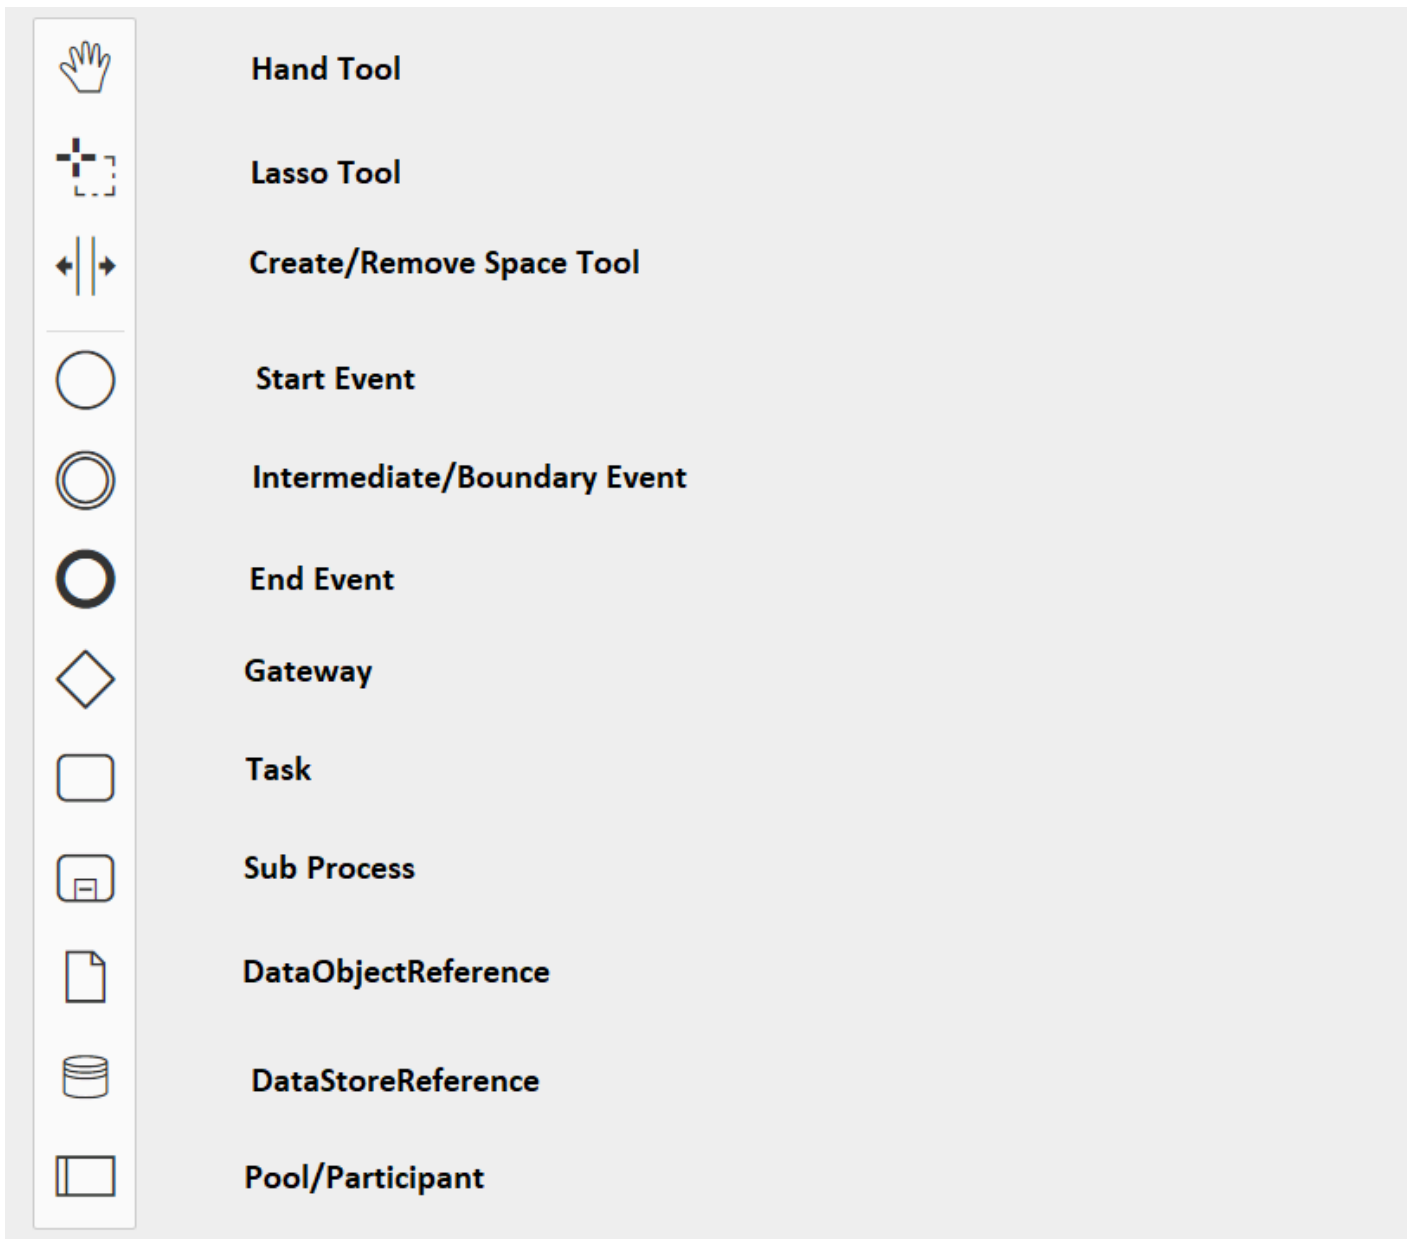 Hand Tool
Lasso Tool
Create/Remove Space Tool
Start Event
Intermediate/Boundary Event
End Event
Gateway
Task
Sub Process
DataObjectReference
DataStoreReference
Pool/Participant